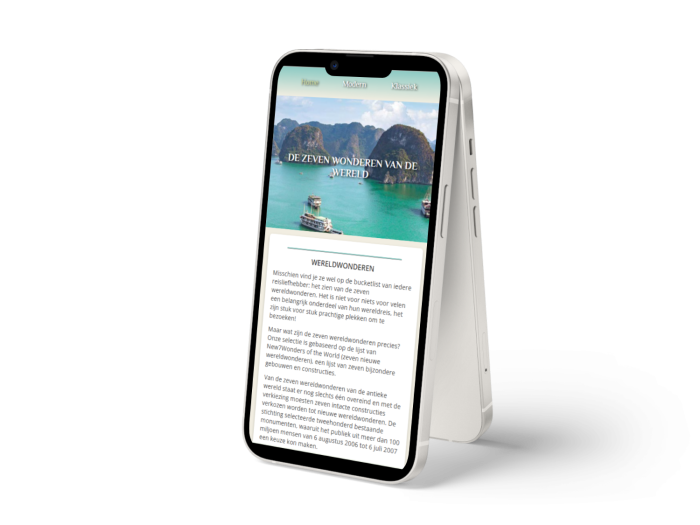 Home Modern Klassiek
DE ZEVEN WONDEREN VAN DE
WERELD
WERELDWONDEREN
Misschien vind je ze wel op de bucketlist van iedere
reisliefhebber: het zien van de zeven
wereldwonderen. Het is niet voor niets voor velen
een belangrijk onderdeel van hun wereldreis, het
zijn stuk voor stuk prachtige plekken om te
bezoeken!
Maar wat zijn de zeven wereldwonderen precies?
Onze selectie is gebaseerd op de lijst van
New7Wonders of the World (zeven nieuwe
wereldwonderen), een lijst van zeven bijzondere
gebouwen en constructies.
Van de zeven wereldwonderen van de antieke
wereld staat er nog slechts één overeind en met de
verkiezing moesten zeven intacte constructies
verkozen worden tot nieuwe wereldwonderen. De
stichting selecteerde tweehonderd bestaande
monumenten, waaruit het publiek uit meer dan 100
miljoen mensen van 6 augustus 2006 tot 6 juli 2007
een keuze kon maken.